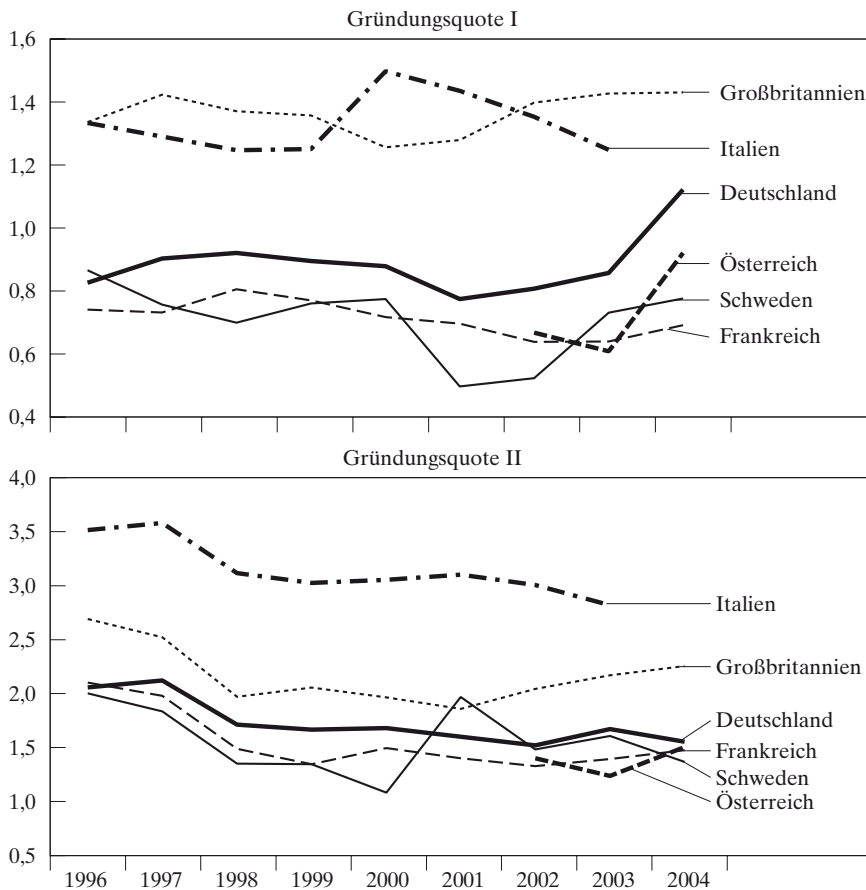 Gründungsquote I
1,6
1,4
1,2
1,0
0,8
0,6
0,4
Großbritannien
Italien
Deutschland
Österreich
Schweden
Frankreich
Gründungsquote II
4,0
3,5
3,0
2,5
2,0
1,5
1,0
0,5
Italien
Großbritannien
Deutschland
Frankreich
Schweden
Österreich
1996 1997 1998 1999 2000 2001 2002 2003 2004